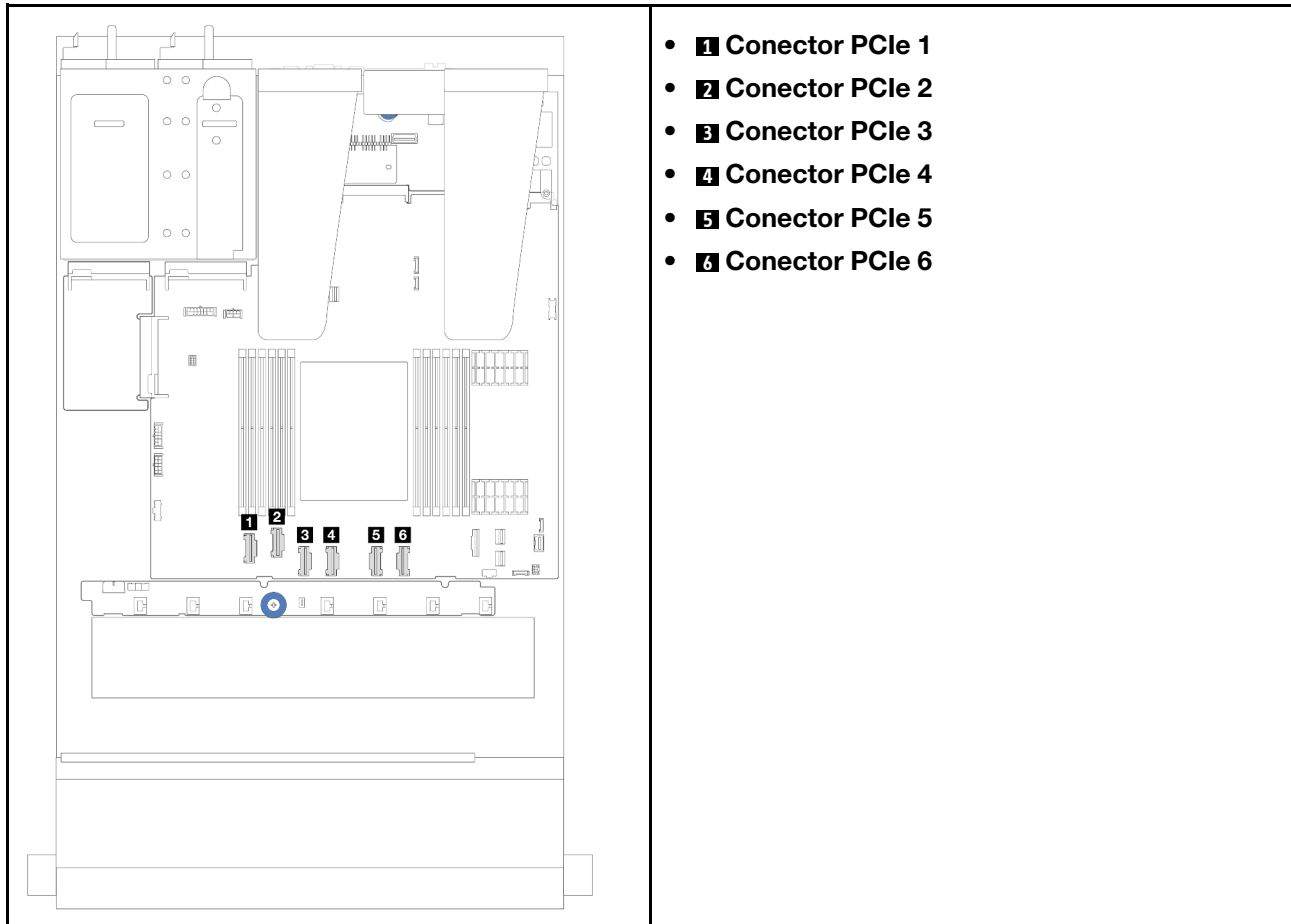 1
2
3
4
5
6
• 1 Conector PCIe 1
• 2 Conector PCIe 2
• 3 Conector PCIe 3
• 4 Conector PCIe 4
• 5 Conector PCIe 5
• 6 Conector PCIe 6